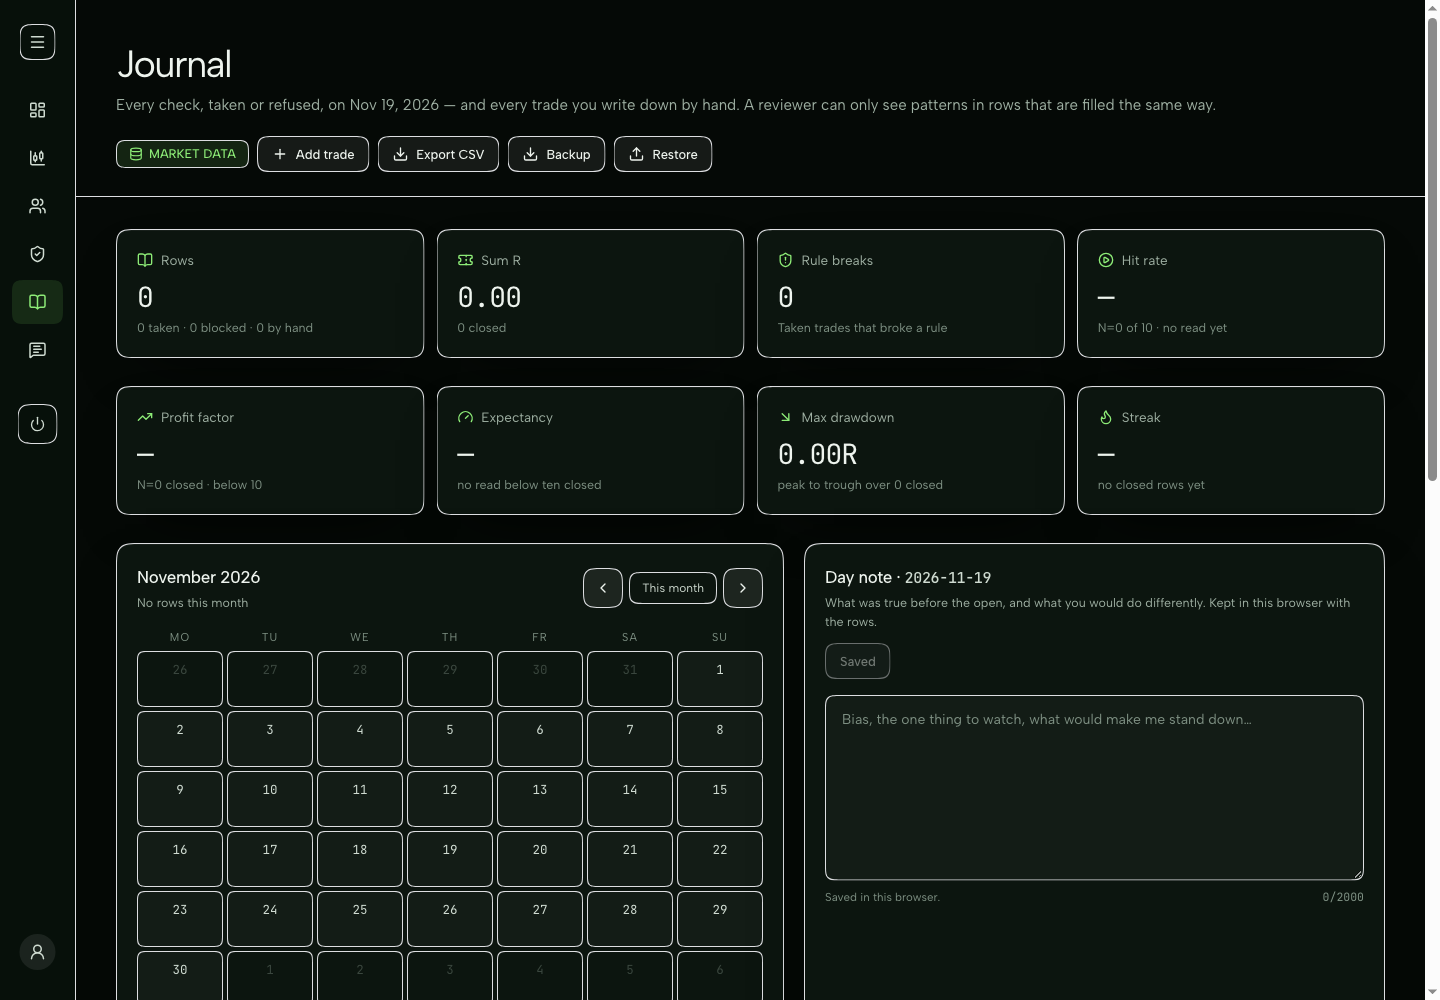 Journal
Every check, taken or refused, on Nov 19, 2026 — and every trade you write down by hand. A reviewer can only see patterns in rows that are filled the same way.
MARKET DATA
Add trade
Export CSV
Backup
Restore
Rows
0
0 taken · 0 blocked · 0 by hand
Sum R
0.00
0 closed
Rule breaks
0
Taken trades that broke a rule
Hit rate
—
N=0 of 10 · no read yet
Profit factor
—
N=0 closed · below 10
Expectancy
—
no read below ten closed
Max drawdown
0.00R
peak to trough over 0 closed
Streak
—
no closed rows yet
November 2026
No rows this month
This month
MO TU WE TH FR SA SU
26 27 28 29 30 31 1
2 3 4 5 6 7 8
9 10 11 12 13 14 15
16 17 18 19 20 21 22
23 24 25 26 27 28 29
30 1 2 3 4 5 6
Day note · 2026-11-19
What was true before the open, and what you would do differently. Kept in this browser with
the rows.
Saved
Bias, the one thing to watch, what would make me stand down…
Saved in this browser.
0/2000